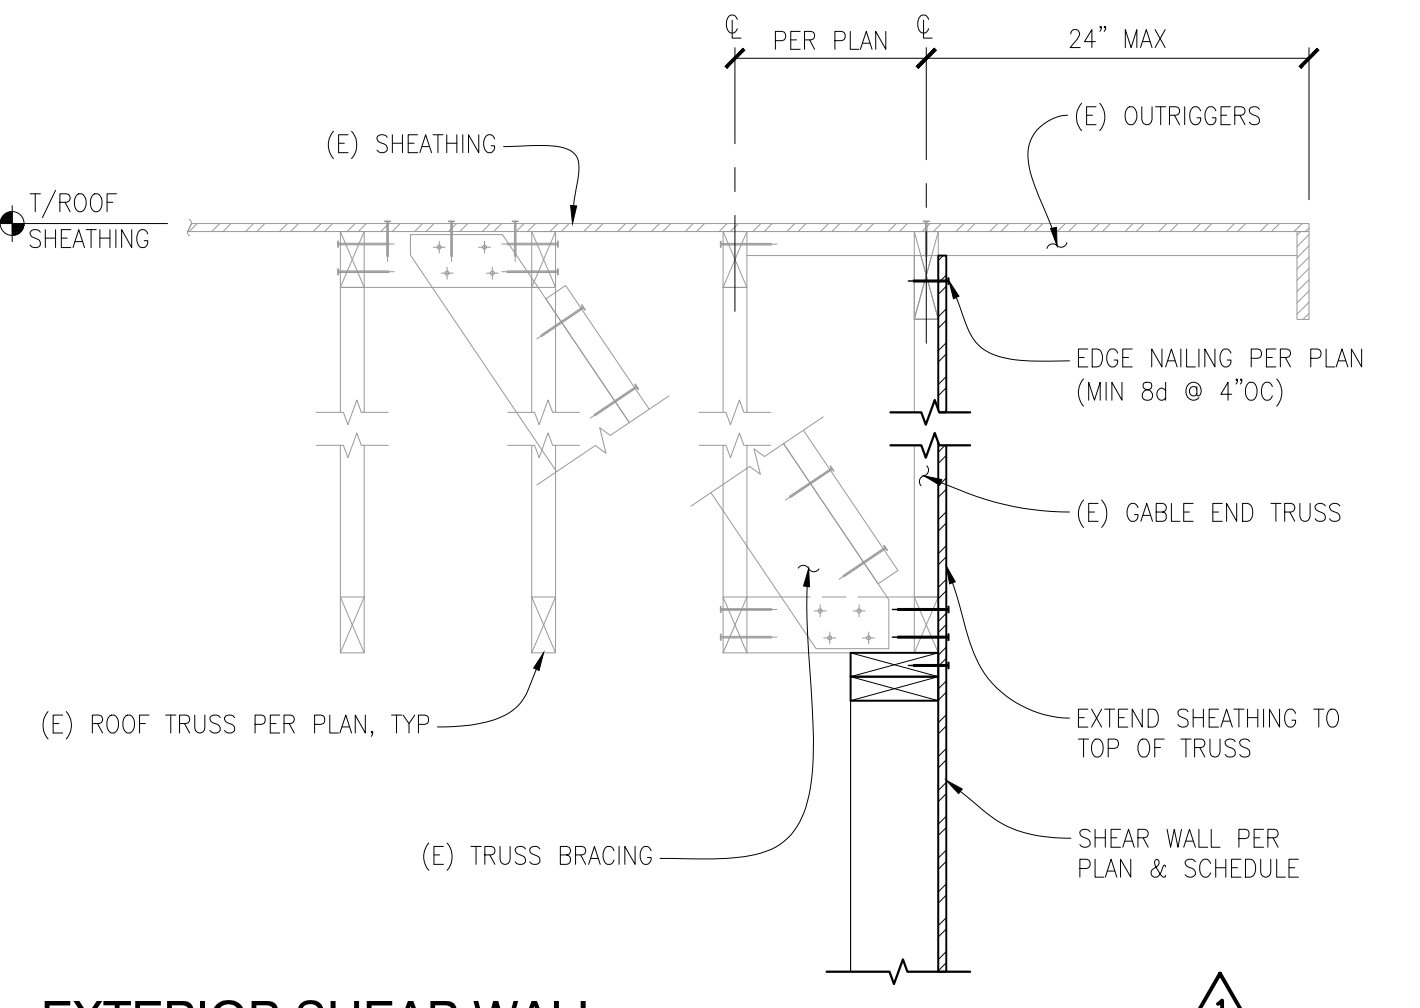 ℄ ℄
PER PLAN
24" MAX
(E) OUTRIGGERS
(E) SHEATHING
T/ROOF
SHEATHING
EDGE NAILING PER PLAN
(MIN 8d @ 4"OC)
(E) GABLE END TRUSS
(E) ROOF TRUSS PER PLAN, TYP
EXTEND SHEATHING TO
TOP OF TRUSS
(E) TRUSS BRACING
SHEAR WALL PER
PLAN & SCHEDULE
EXTERIOR SHEAR WALL
1